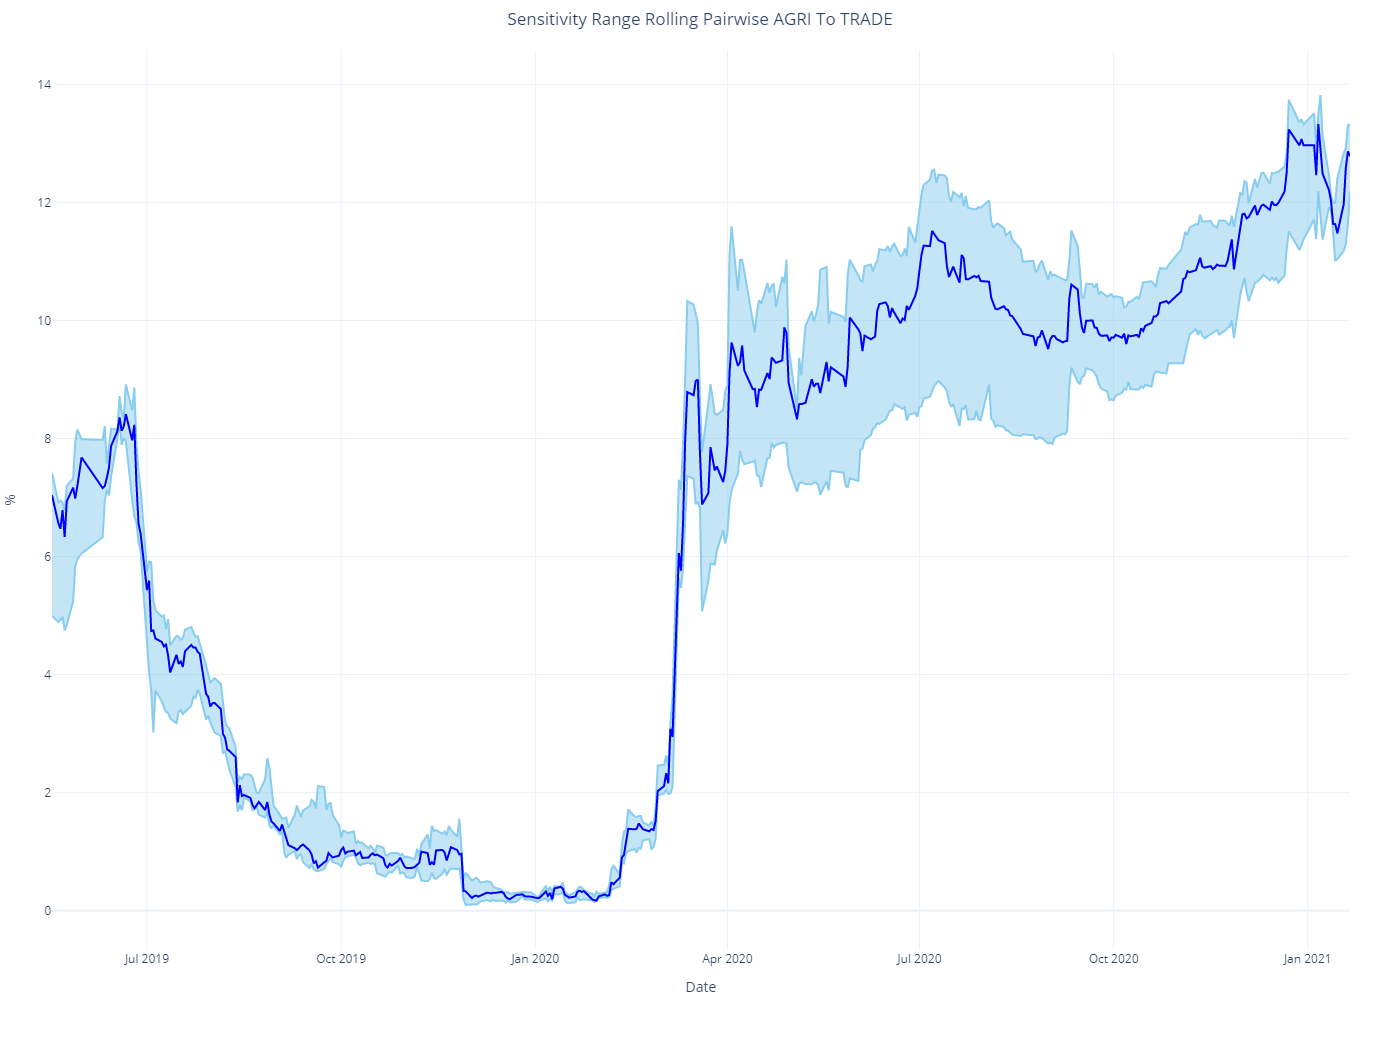 Sensitivity Range Rolling Pairwise AGRI To TRADE
14
12
10
8
6
4
2
0
%
Jul 2019
Oct 2019
Jan 2020
Apr 2020
Jul 2020
Oct 2020
Jan 2021
Date